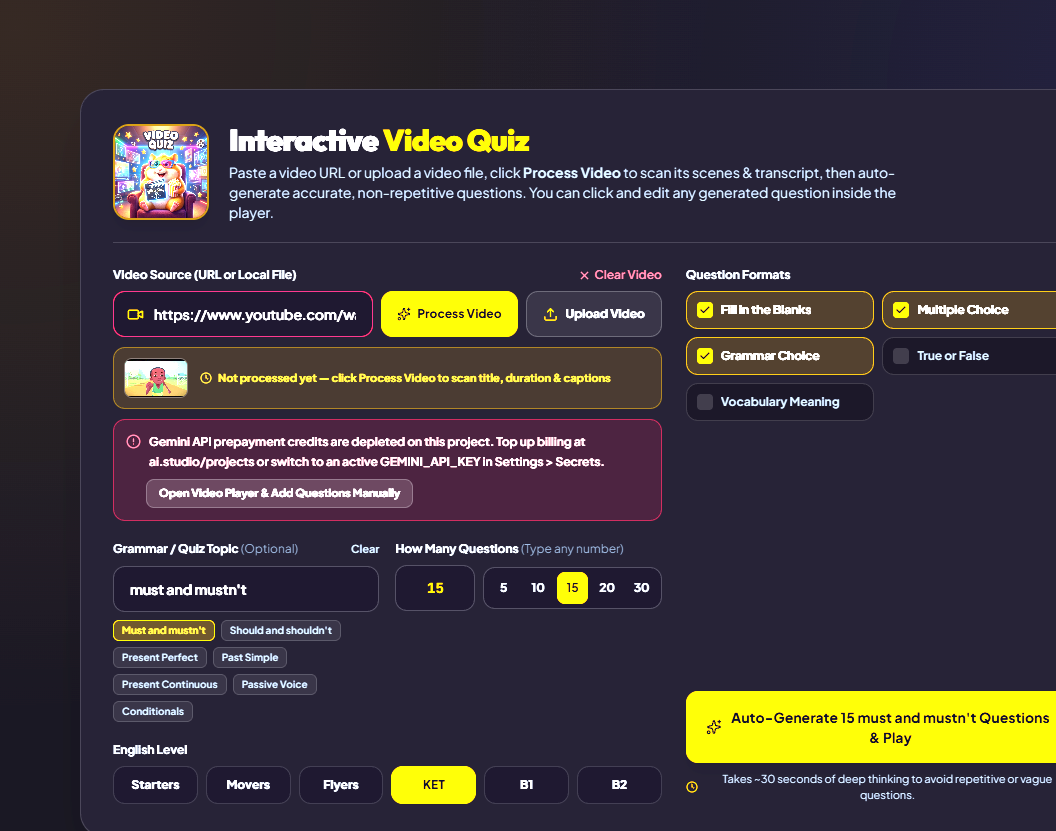 VIDEO
QUIZ
Interactive Video Quiz
Paste a video URL or upload a video file, click Process Video to scan its scenes & transcript, then auto-
generate accurate, non-repetitive questions. You can click and edit any generated question inside the
player.
Video Source (URL or Local File)
Clear Video
https://www.youtube.com/wa
Process Video
Upload Video
Not processed yet — click Process Video to scan title, duration & captions
Gemini API prepayment credits are depleted on this project. Top up billing at
ai.studio/projects or switch to an active GEMINI_API_KEY in Settings > Secrets.
Open Video Player & Add Questions Manually
Grammar / Quiz Topic (Optional)
Clear
must and mustn't
Must and mustn't
Should and shouldn't
Present Perfect
Past Simple
Present Continuous
Passive Voice
Conditionals
How Many Questions (Type any number)
15
5 10 15 20 30
English Level
Starters
Movers
Flyers
KET
B1
B2
Question Formats
Fill in the Blanks
Multiple Choice
Grammar Choice
True or False
Vocabulary Meaning
Auto-Generate 15 must and mustn't Questions
& Play
Takes ~30 seconds of deep thinking to avoid repetitive or vague
questions.